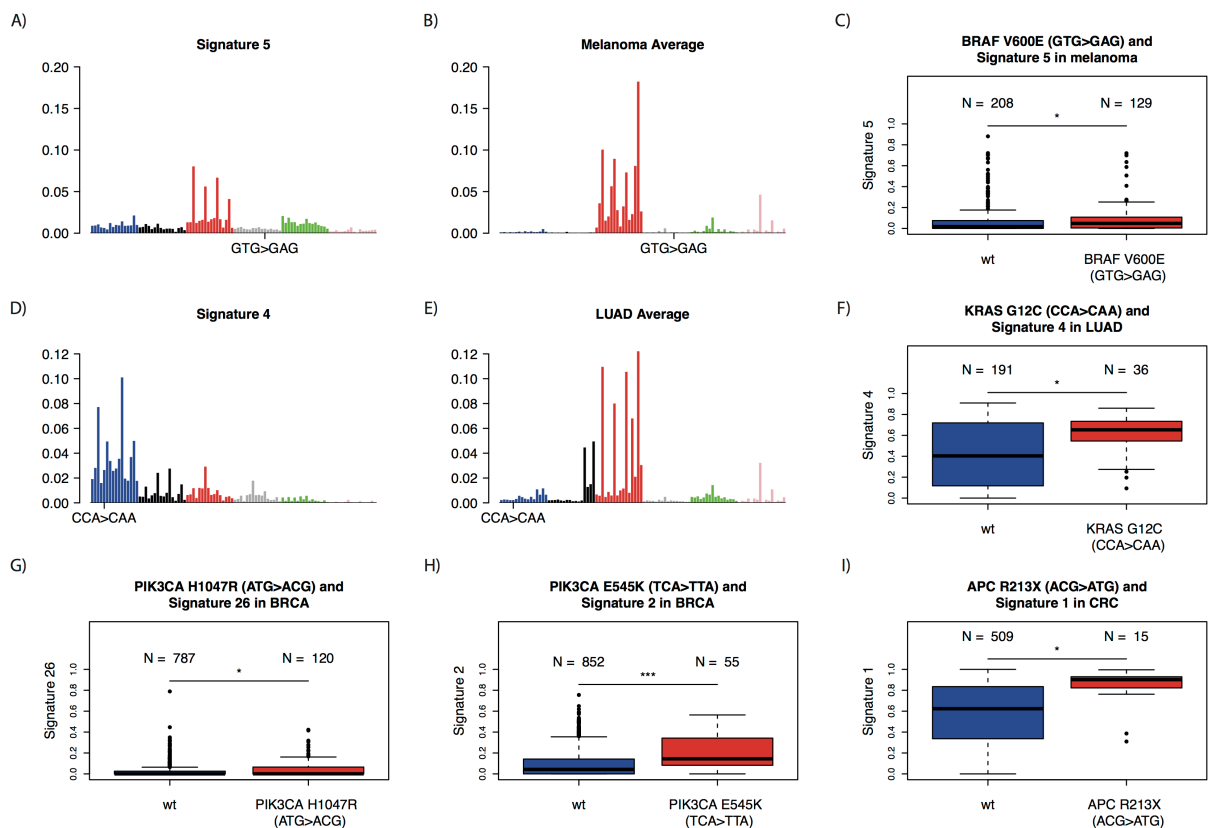 A)
Signature 5
0.20
0.15
0.10
0.05
0.00
GTG>GAG
B)
Melanoma Average
0.20
0.15
0.10
0.05
0.00
GTG>GAG
C)
BRAF V600E (GTG>GAG) and
Signature 5 in melanoma
N = 208
N = 129
*
Signature 5
1.0
0.8
0.6
0.4
0.2
0.0
wt
BRAF V600E
(GTG>GAG)
D)
Signature 4
0.12
0.10
0.08
0.06
0.04
0.02
0.00
CCA>CAA
E)
LUAD Average
0.12
0.10
0.08
0.06
0.04
0.02
0.00
CCA>CAA
F)
KRAS G12C (CCA>CAA) and
Signature 4 in LUAD
N = 191
N = 36
*
Signature 4
1.0
0.8
0.6
0.4
0.2
0.0
wt
KRAS G12C
(CCA>CAA)
G)
PIK3CA H1047R (ATG>ACG) and
Signature 26 in BRCA
N = 787
N = 120
*
Signature 26
1.0
0.8
0.6
0.4
0.2
0.0
wt
PIK3CA H1047R
(ATG>ACG)
H)
PIK3CA E545K (TCA>TTA) and
Signature 2 in BRCA
N = 852
N = 55
***
Signature 2
1.0
0.8
0.6
0.4
0.2
0.0
wt
PIK3CA E545K
(TCA>TTA)
I)
APC R213X (ACG>ATG) and
Signature 1 in CRC
N = 509
N = 15
*
Signature 1
1.0
0.8
0.6
0.4
0.2
0.0
wt
APC R213X
(ACG>ATG)